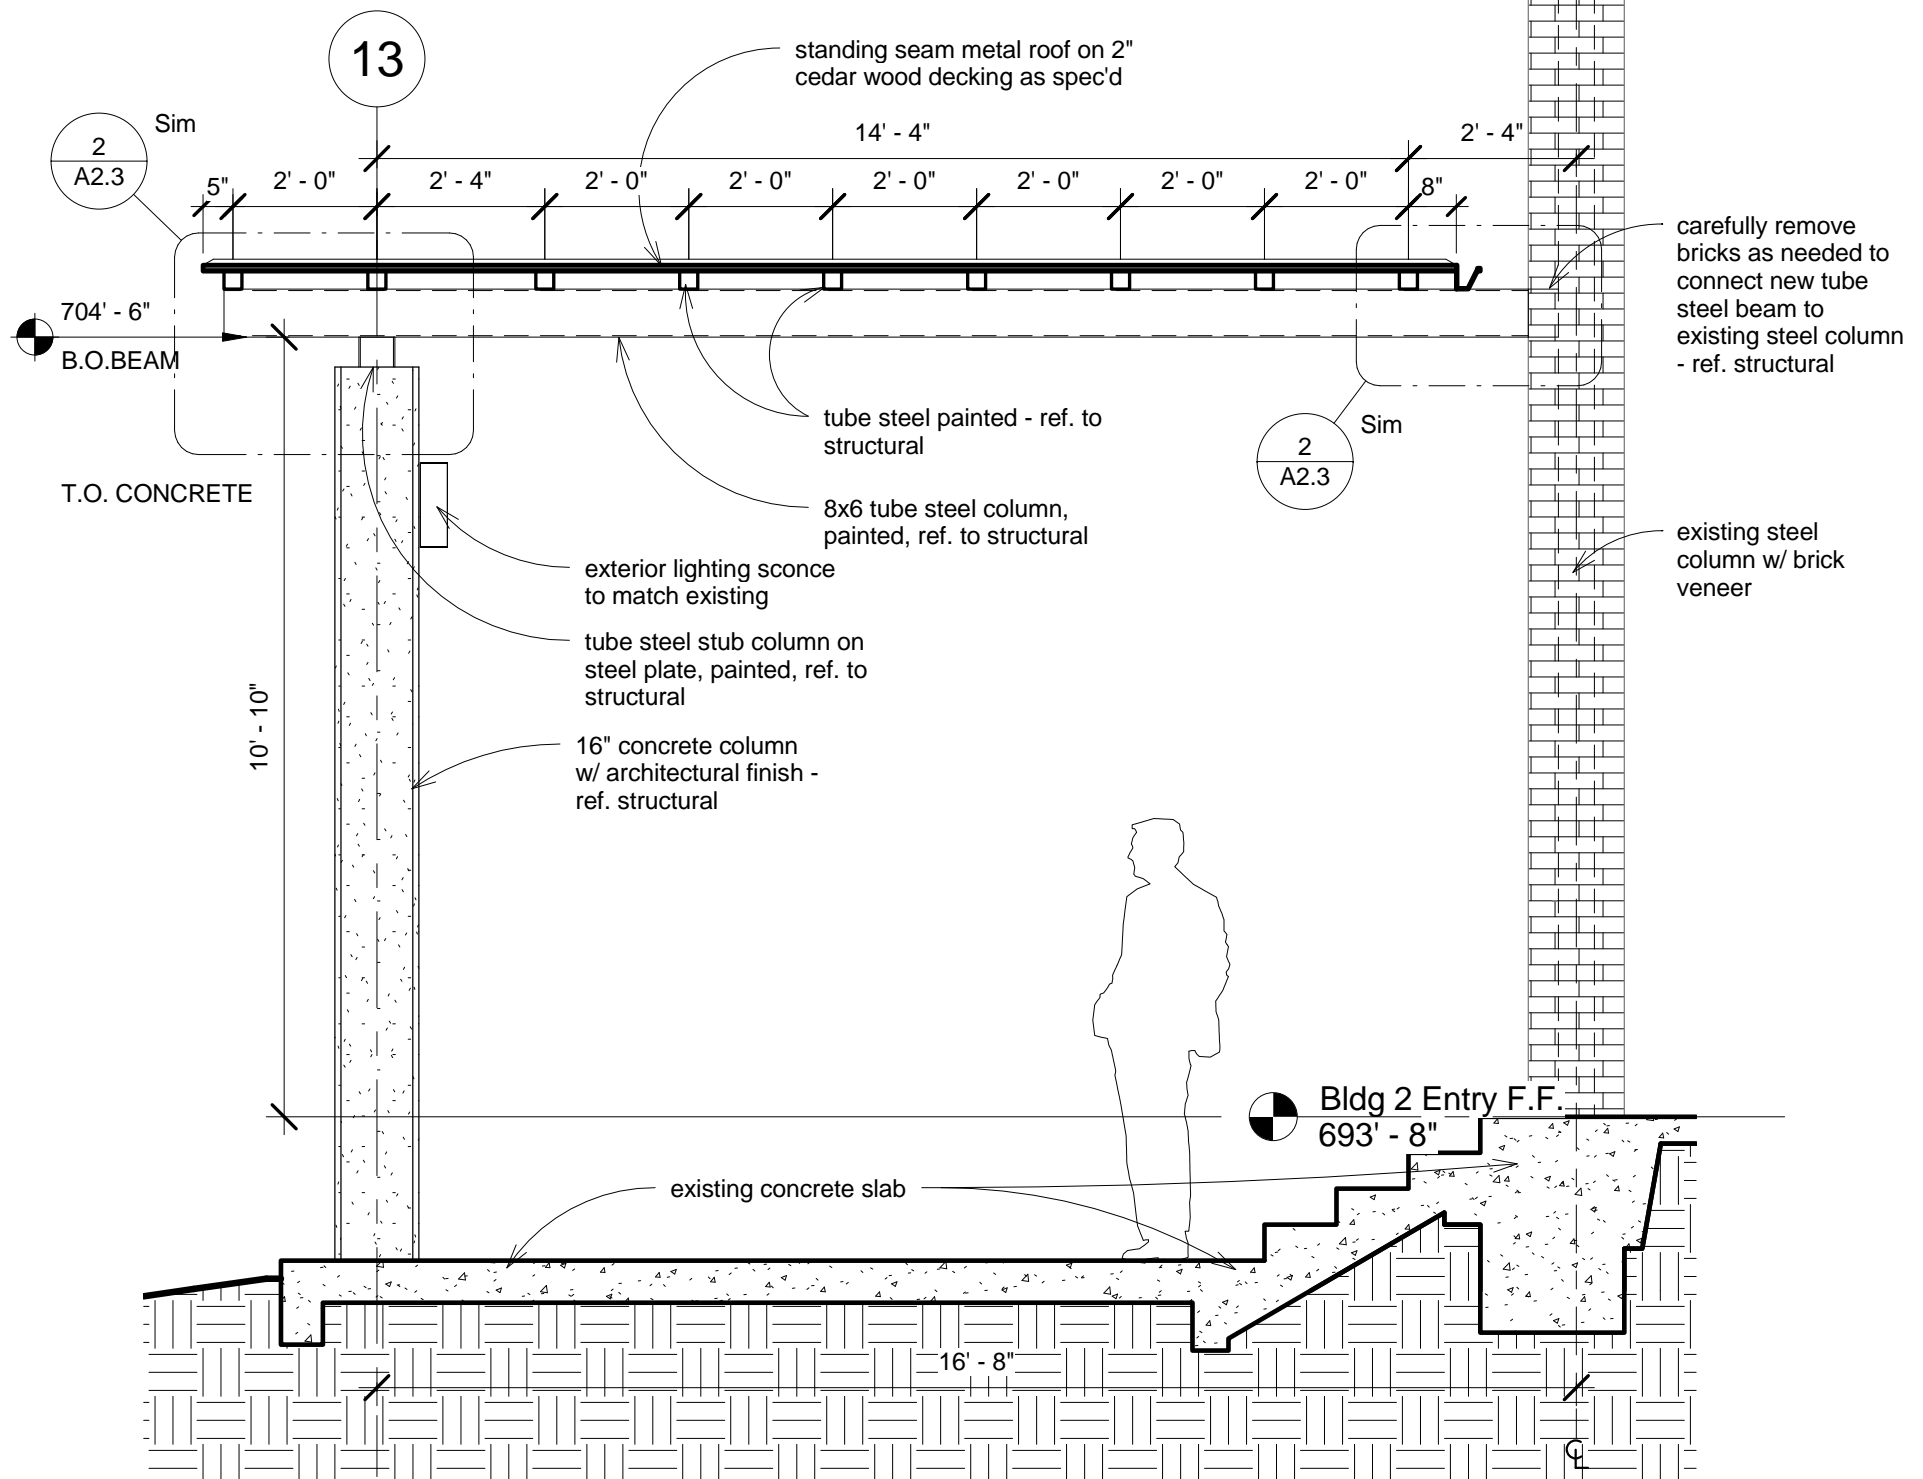 13
standing seam metal roof on 2"
cedar wood decking as spec'd
Sim
2
A2.3
14' - 4"
2' - 4"
5"
2' - 0"
2' - 4"
2' - 0"
2' - 0"
2' - 0"
2' - 0"
2' - 0"
2' - 0"
8"
carefully remove
bricks as needed to
connect new tube
steel beam to
existing steel column
- ref. structural
704' - 6"
B.O.BEAM
tube steel painted - ref. to
structural
Sim
2
A2.3
T.O. CONCRETE
8x6 tube steel column,
painted, ref. to structural
existing steel
column w/ brick
veneer
exterior lighting sconce
to match existing
tube steel stub column on
steel plate, painted, ref. to
structural
10' - 10"
16" concrete column
w/ architectural finish -
ref. structural
Bldg 2 Entry F.F.
693' - 8"
existing concrete slab
16' - 8"
℄